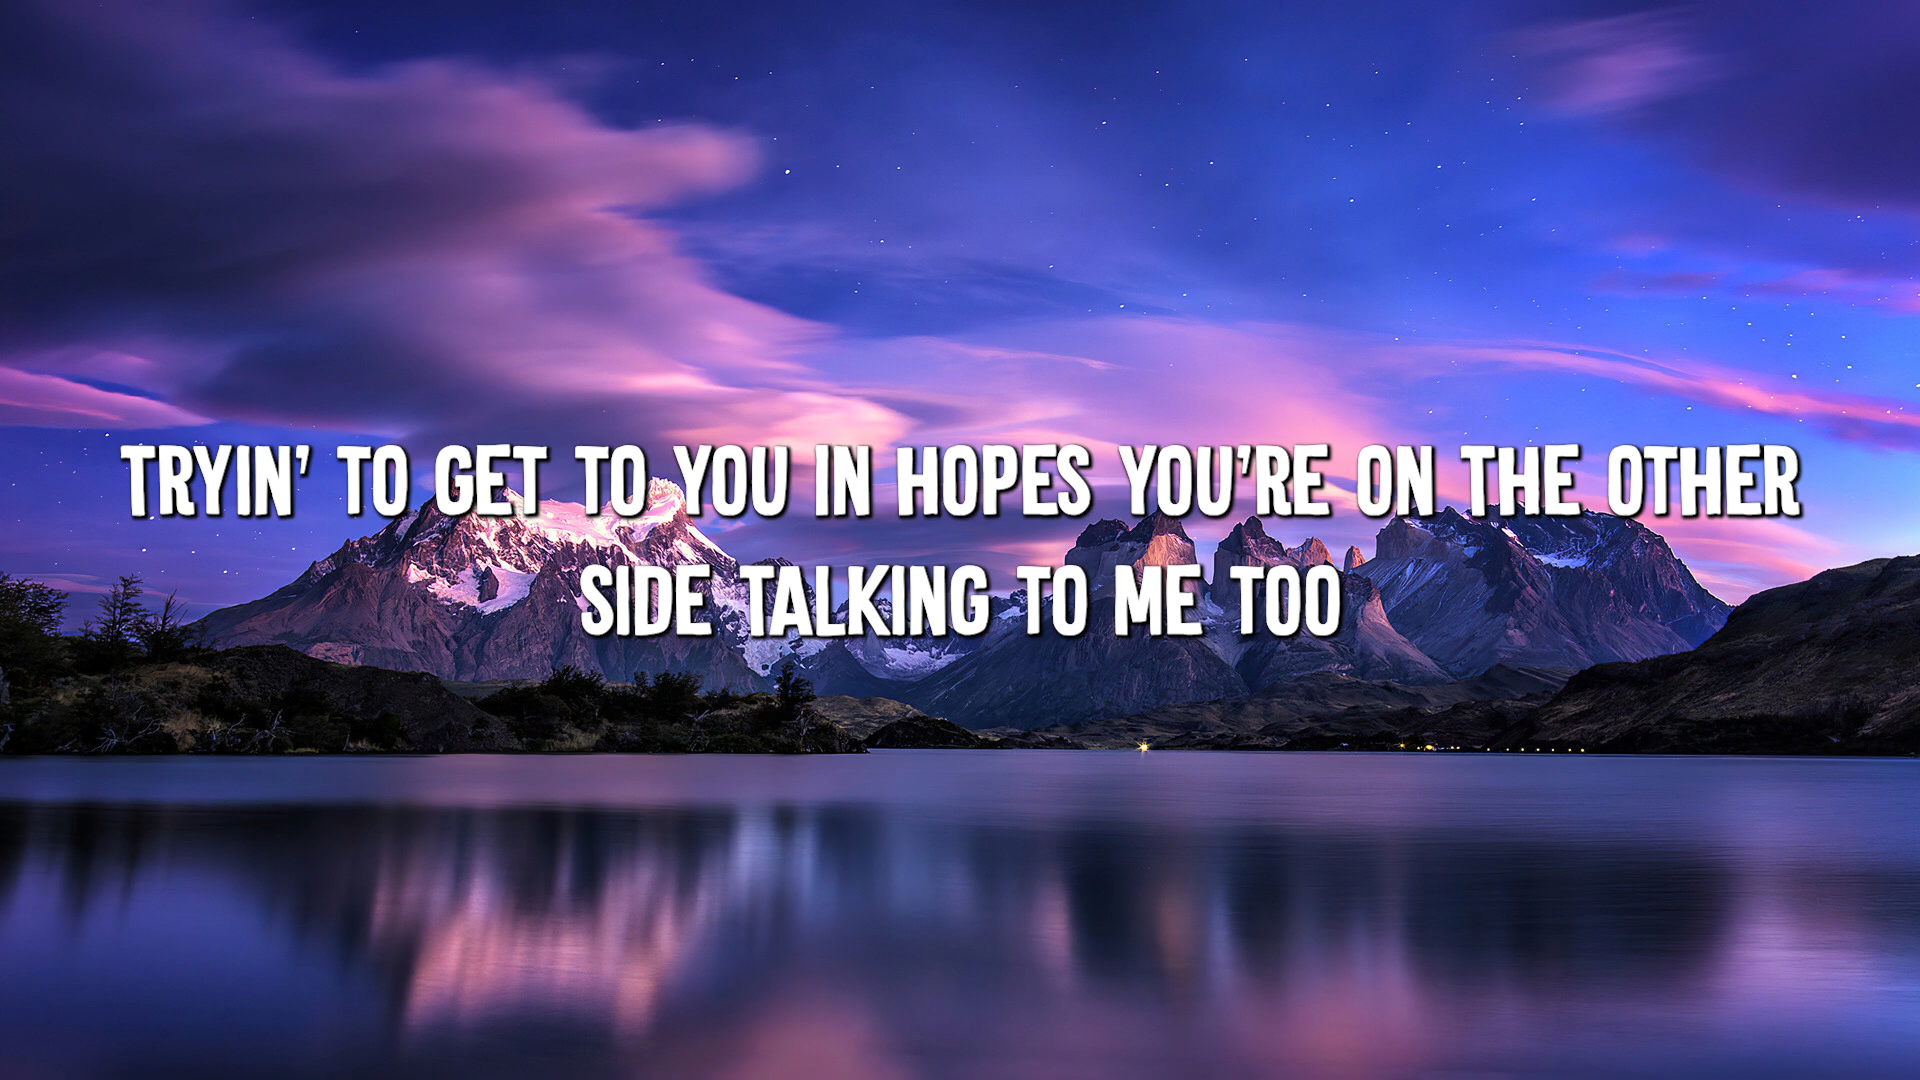 TRYIN' TO GET TO YOU IN HOPES YOU'RE ON THE OTHER
SIDE TALKING TO ME TOO